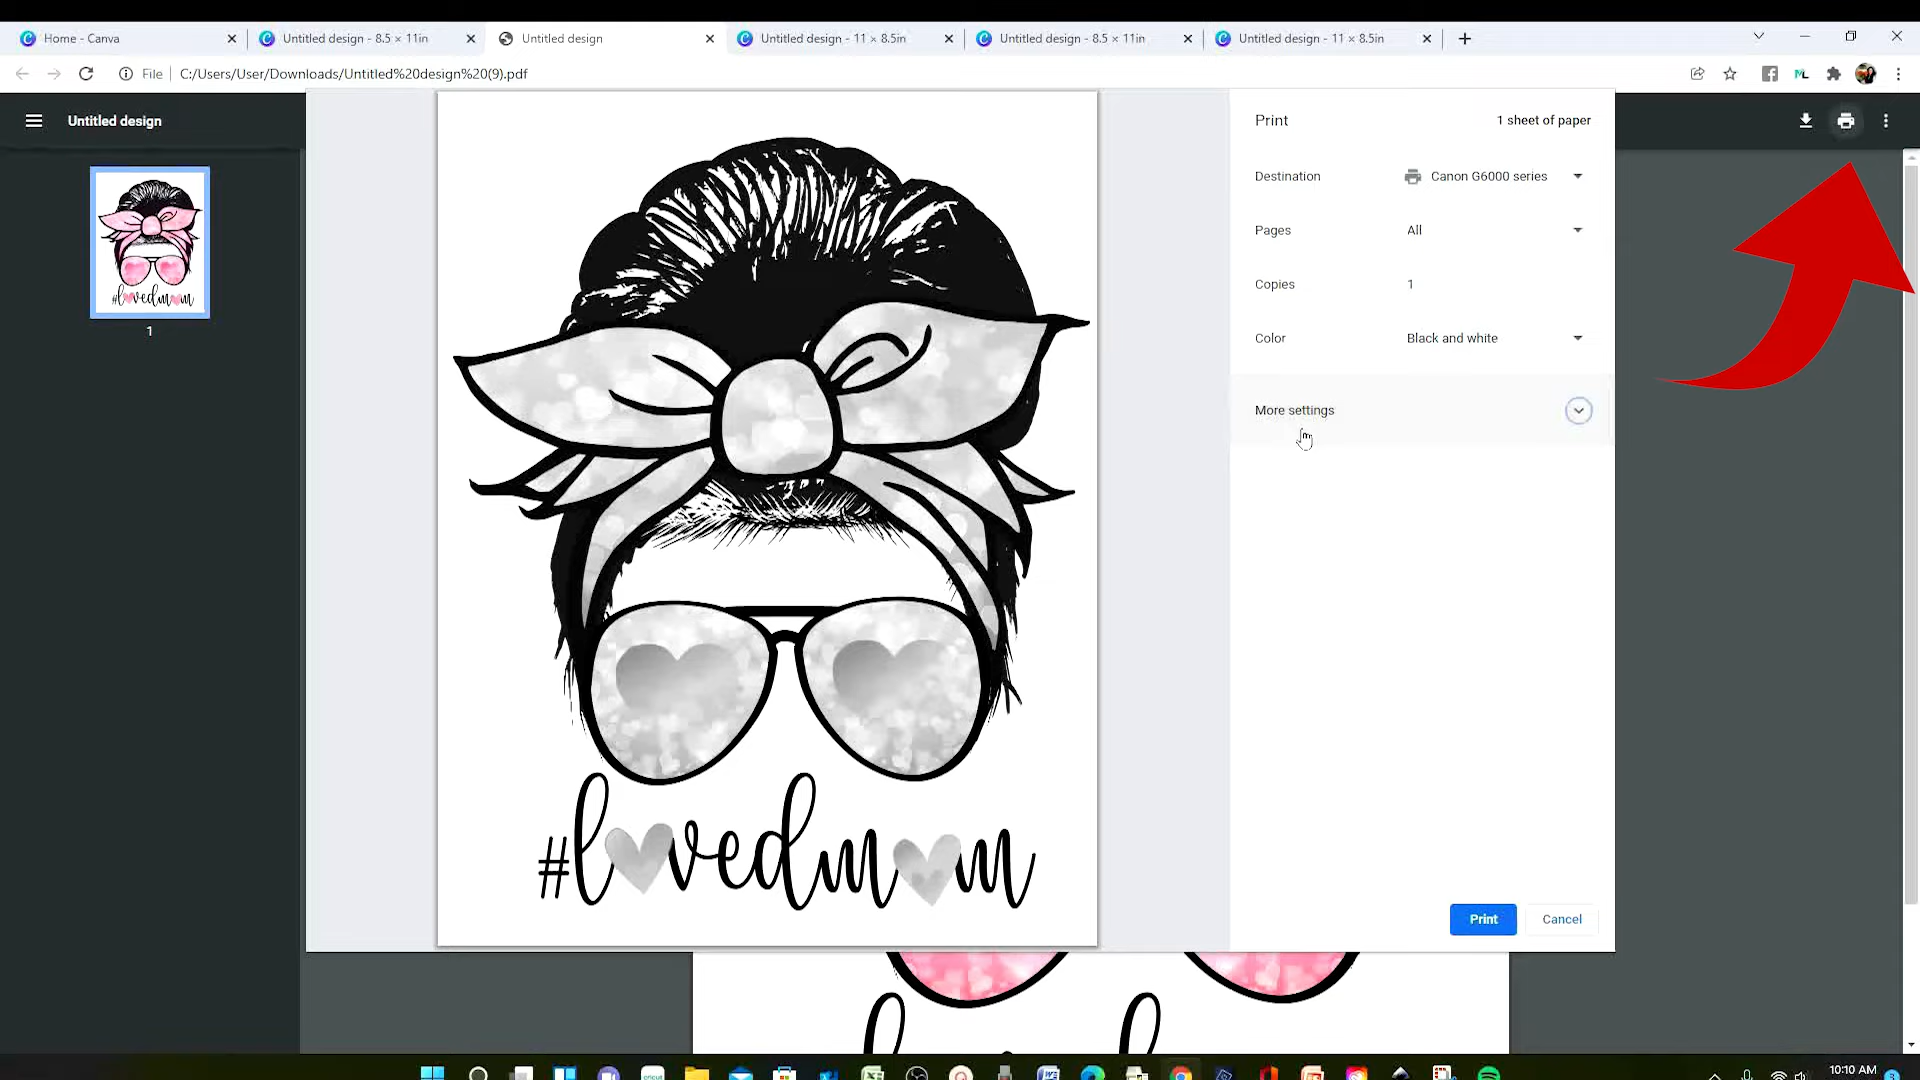 Home - Canva
Untitled design - 8.5 × 11in
Untitled design
Untitled design - 11 × 8.5in
Untitled design - 8.5 × 11in
Untitled design - 11 × 8.5in
File
C:/Users/User/Downloads/Untitled%20design%20(9).pdf
Untitled design
#lovedmom
1
#lovedmom
Print
1 sheet of paper
Destination
Canon G6000 series
Pages
All
Copies
1
Color
Black and white
More settings
Print
Cancel
10:10 AM